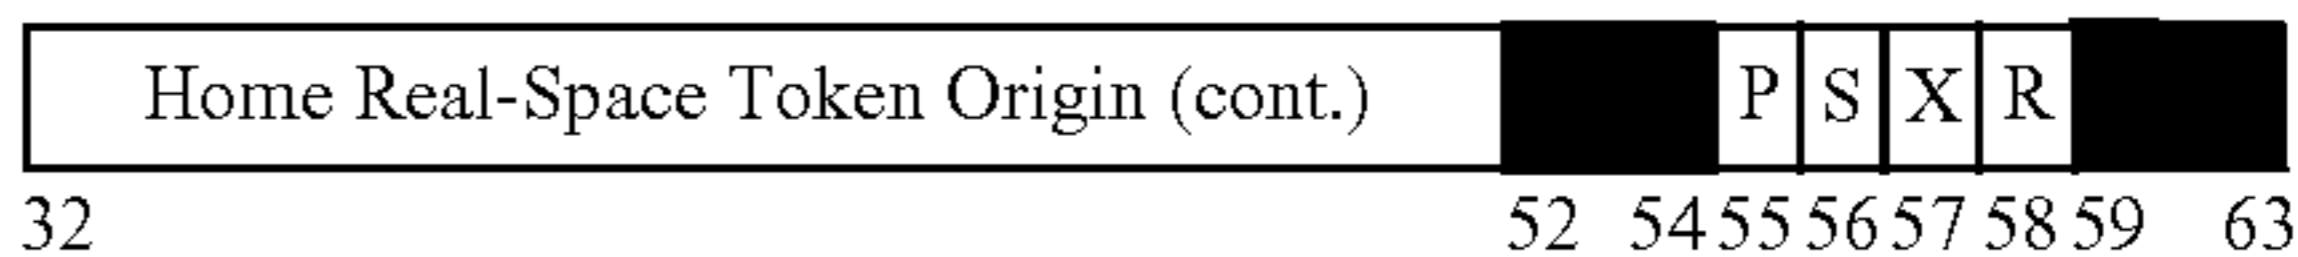 Home Real-Space Token Origin (cont.) P S X R
32 52 54 55 56 57 58 59 63